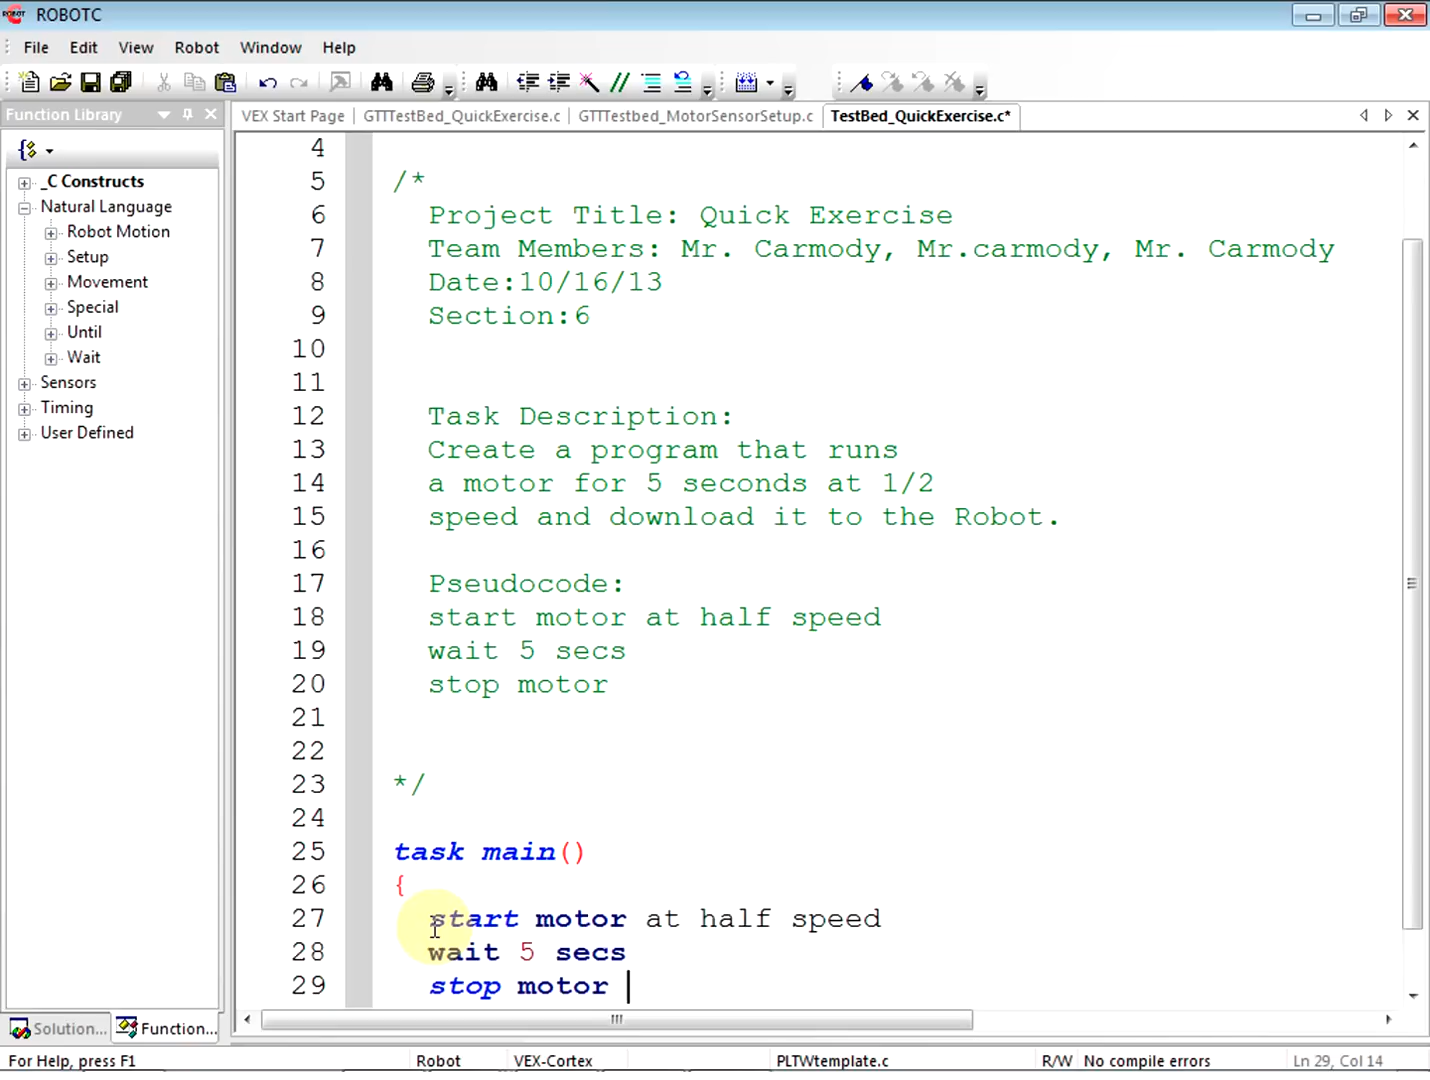 ROBOT ROBOTC
File Edit View Robot Window Help
Function Library
VEX Start Page GTTTestBed_QuickExercise.c GTTTestbed_MotorSensorSetup.c TestBed_QuickExercise.c*
_C Constructs
Natural Language
Robot Motion
Setup
Movement
Special
Until
Wait
Sensors
Timing
User Defined
4
5 /*
6 Project Title: Quick Exercise
7 Team Members: Mr. Carmody, Mr.carmody, Mr. Carmody
8 Date:10/16/13
9 Section:6
10
11
12 Task Description:
13 Create a program that runs
14 a motor for 5 seconds at 1/2
15 speed and download it to the Robot.
16
17 Pseudocode:
18 start motor at half speed
19 wait 5 secs
20 stop motor
21
22
23 */
24
25 task main()
26 {
27 start motor at half speed
28 wait 5 secs
29 stop motor
Solution... Function...
For Help, press F1 Robot VEX-Cortex PLTWtemplate.c R/W No compile errors Ln 29, Col 14